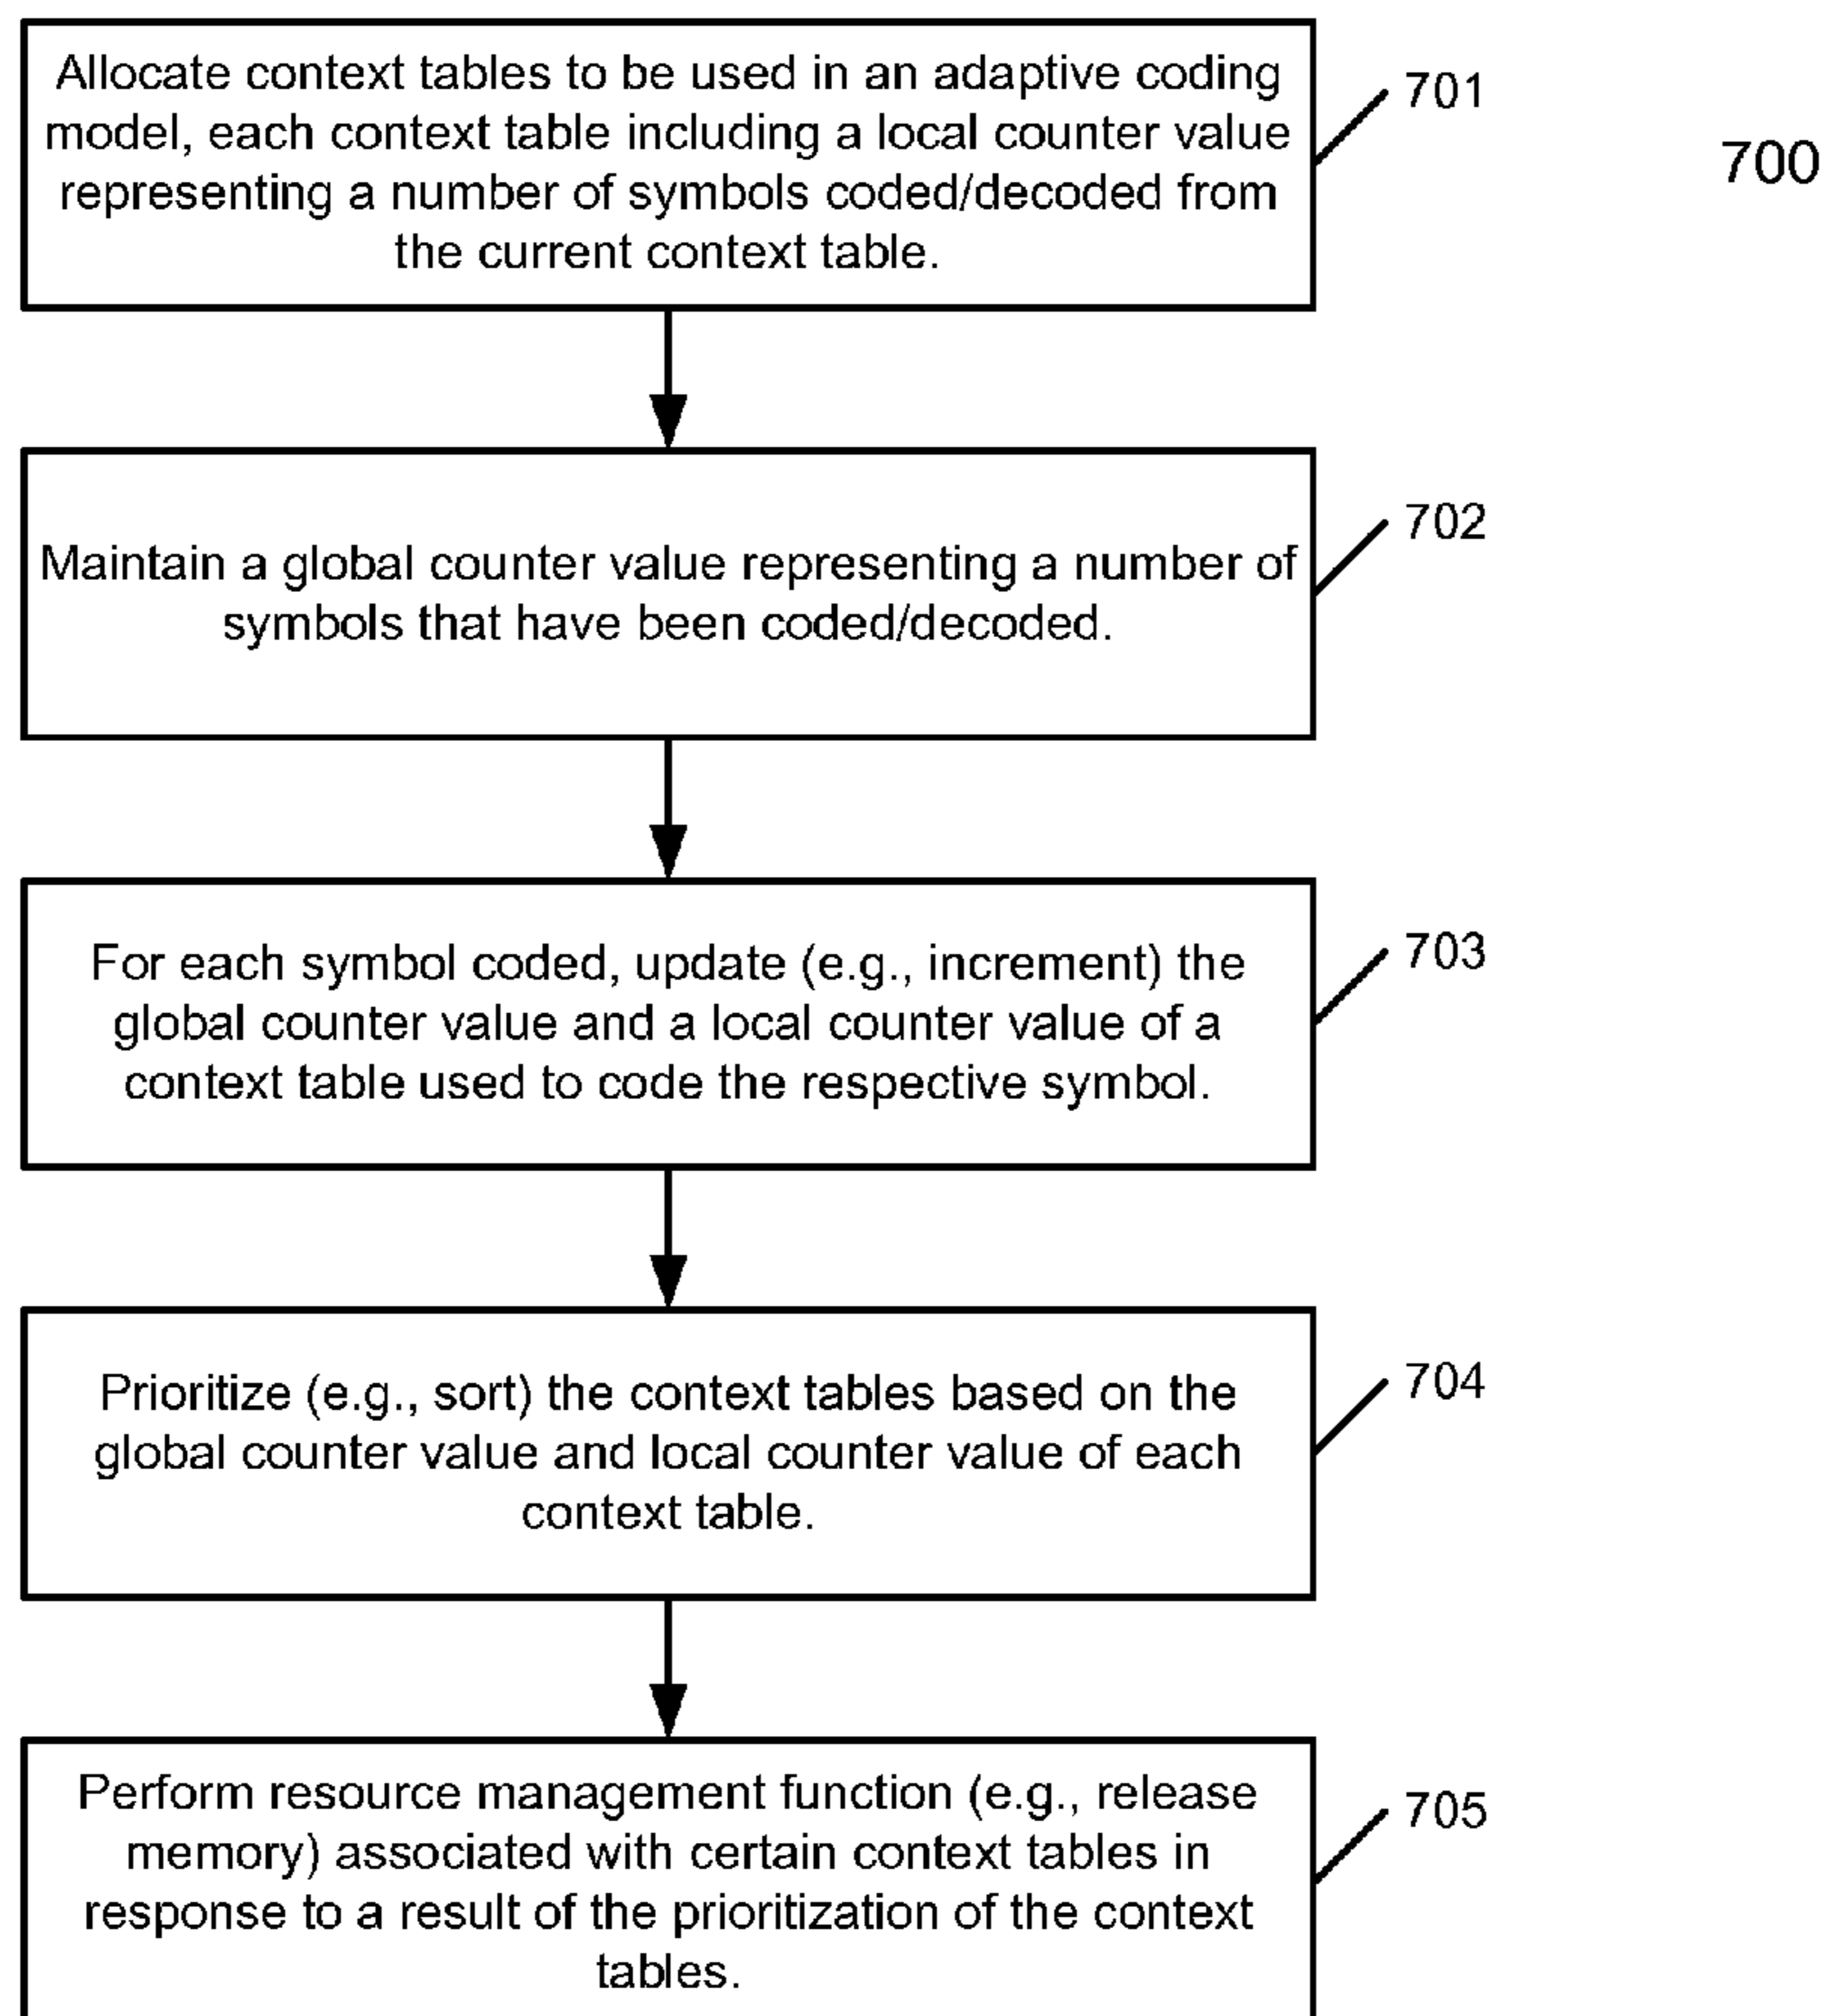 Allocate context tables to be used in an adaptive coding
model, each context table including a local counter value
representing a number of symbols coded/decoded from
the current context table.
701
700
Maintain a global counter value representing a number of
symbols that have been coded/decoded.
702
For each symbol coded, update (e.g., increment) the
global counter value and a local counter value of a
context table used to code the respective symbol.
703
Prioritize (e.g., sort) the context tables based on the
global counter value and local counter value of each
context table.
704
Perform resource management function (e.g., release
memory) associated with certain context tables in
response to a result of the prioritization of the context
tables.
705